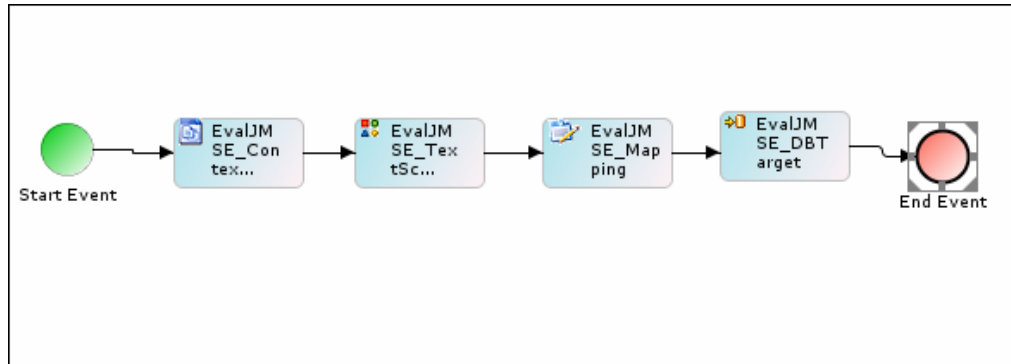 EvalJM
SE_Con
tex...
EvalJM
SE_Tex
tSc...
EvalJM
SE_Map
ping
EvalJM
SE_DBT
arget
Start Event
End Event